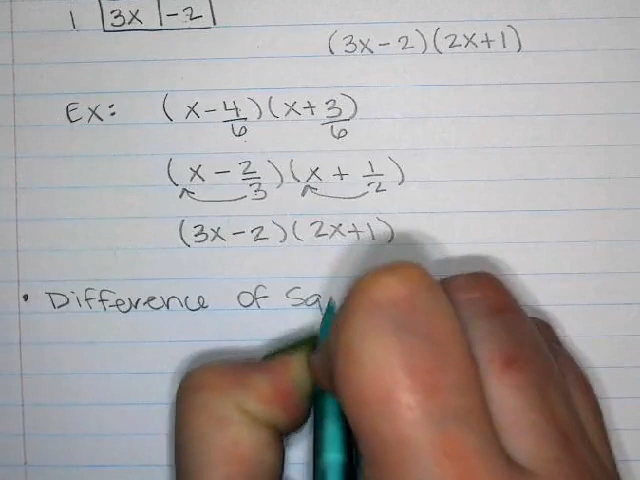 1 3x -2
(3x-2)(2x+1)
Ex: (x-4/6)(x+3/6)
(x-2/3)(x+1/2)
(3x-2)(2x+1)
• Difference of Sq